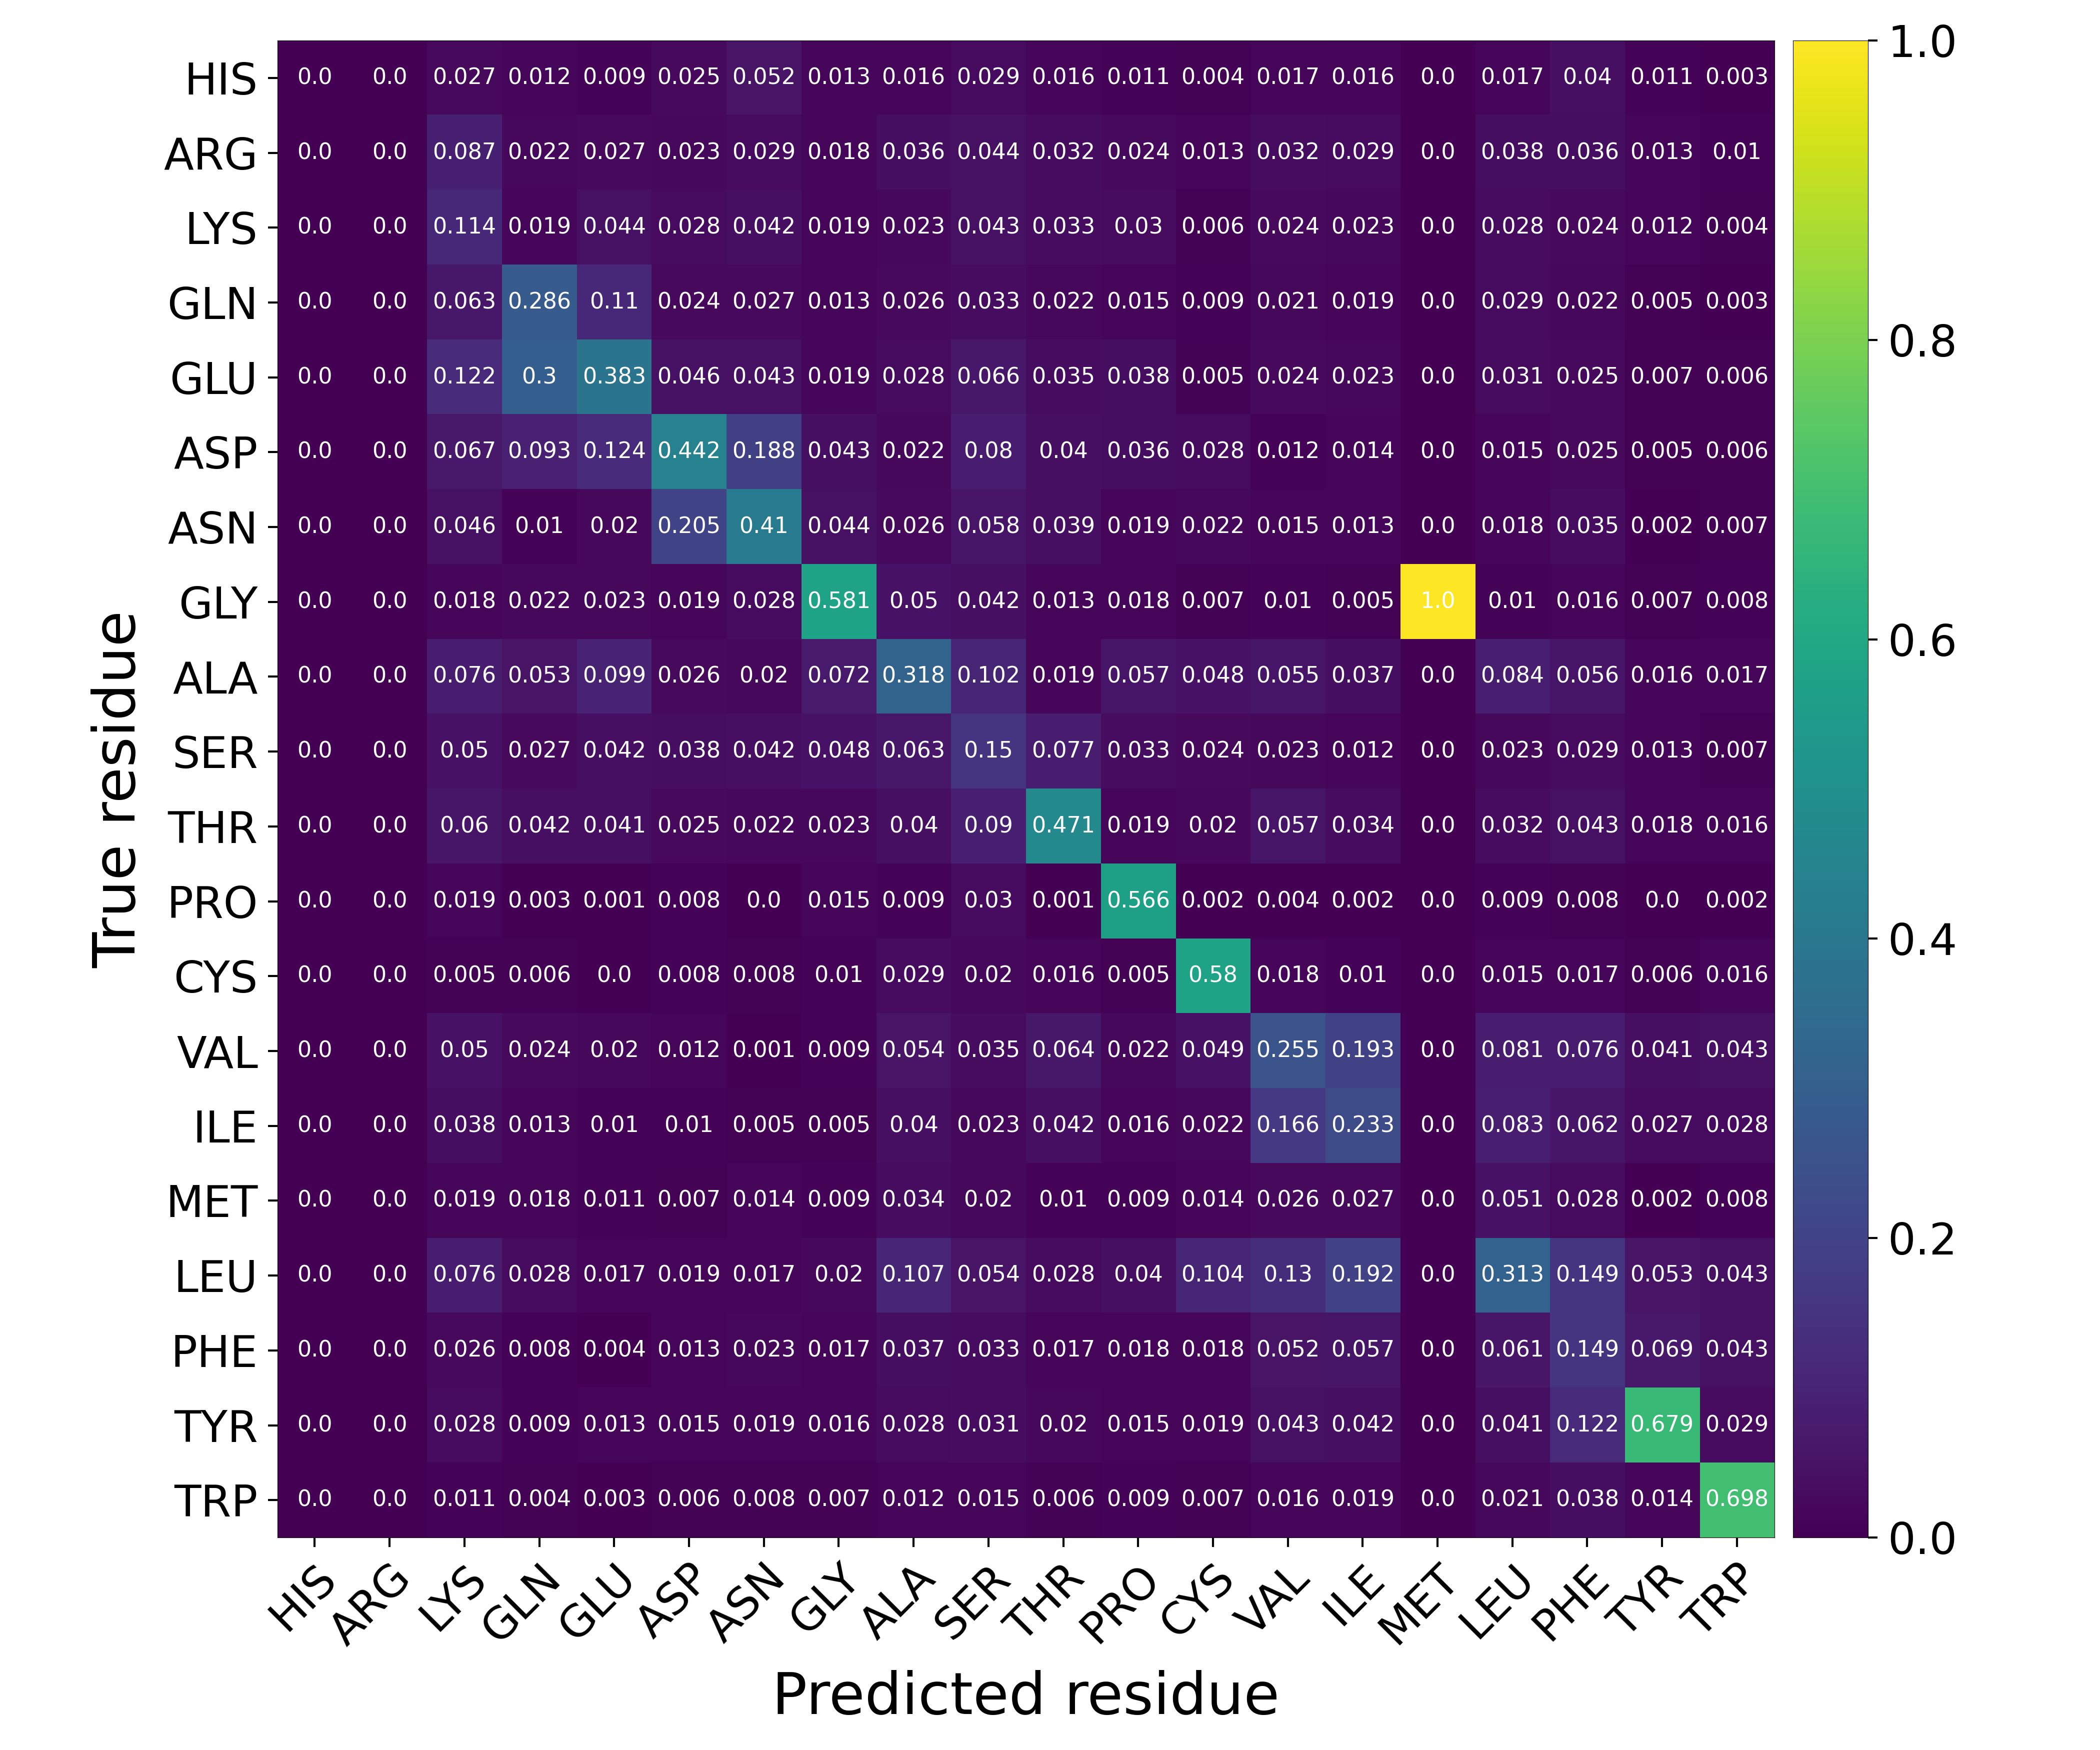 HIS 0.0 0.0 0.027 0.012 0.009 0.025 0.052 0.013 0.016 0.029 0.016 0.011 0.004 0.017 0.016 0.0 0.017 0.04 0.011 0.003
ARG 0.0 0.0 0.087 0.022 0.027 0.023 0.029 0.018 0.036 0.044 0.032 0.024 0.013 0.032 0.029 0.0 0.038 0.036 0.013 0.01
LYS 0.0 0.0 0.114 0.019 0.044 0.028 0.042 0.019 0.023 0.043 0.033 0.03 0.006 0.024 0.023 0.0 0.028 0.024 0.012 0.004
GLN 0.0 0.0 0.063 0.286 0.11 0.024 0.027 0.013 0.026 0.033 0.022 0.015 0.009 0.021 0.019 0.0 0.029 0.022 0.005 0.003
GLU 0.0 0.0 0.122 0.3 0.383 0.046 0.043 0.019 0.028 0.066 0.035 0.038 0.005 0.024 0.023 0.0 0.031 0.025 0.007 0.006
ASP 0.0 0.0 0.067 0.093 0.124 0.442 0.188 0.043 0.022 0.08 0.04 0.036 0.028 0.012 0.014 0.0 0.015 0.025 0.005 0.006
ASN 0.0 0.0 0.046 0.01 0.02 0.205 0.41 0.044 0.026 0.058 0.039 0.019 0.022 0.015 0.013 0.0 0.018 0.035 0.002 0.007
GLY 0.0 0.0 0.018 0.022 0.023 0.019 0.028 0.581 0.05 0.042 0.013 0.018 0.007 0.01 0.005 1.0 0.01 0.016 0.007 0.008
ALA 0.0 0.0 0.076 0.053 0.099 0.026 0.02 0.072 0.318 0.102 0.019 0.057 0.048 0.055 0.037 0.0 0.084 0.056 0.016 0.017
SER 0.0 0.0 0.05 0.027 0.042 0.038 0.042 0.048 0.063 0.15 0.077 0.033 0.024 0.023 0.012 0.0 0.023 0.029 0.013 0.007
THR 0.0 0.0 0.06 0.042 0.041 0.025 0.022 0.023 0.04 0.09 0.471 0.019 0.02 0.057 0.034 0.0 0.032 0.043 0.018 0.016
PRO 0.0 0.0 0.019 0.003 0.001 0.008 0.0 0.015 0.009 0.03 0.001 0.566 0.002 0.004 0.002 0.0 0.009 0.008 0.0 0.002
CYS 0.0 0.0 0.005 0.006 0.0 0.008 0.008 0.01 0.029 0.02 0.016 0.005 0.58 0.018 0.01 0.0 0.015 0.017 0.006 0.016
VAL 0.0 0.0 0.05 0.024 0.02 0.012 0.001 0.009 0.054 0.035 0.064 0.022 0.049 0.255 0.193 0.0 0.081 0.076 0.041 0.043
ILE 0.0 0.0 0.038 0.013 0.01 0.01 0.005 0.005 0.04 0.023 0.042 0.016 0.022 0.166 0.233 0.0 0.083 0.062 0.027 0.028
MET 0.0 0.0 0.019 0.018 0.011 0.007 0.014 0.009 0.034 0.02 0.01 0.009 0.014 0.026 0.027 0.0 0.051 0.028 0.002 0.008
LEU 0.0 0.0 0.076 0.028 0.017 0.019 0.017 0.02 0.107 0.054 0.028 0.04 0.104 0.13 0.192 0.0 0.313 0.149 0.053 0.043
PHE 0.0 0.0 0.026 0.008 0.004 0.013 0.023 0.017 0.037 0.033 0.017 0.018 0.018 0.052 0.057 0.0 0.061 0.149 0.069 0.043
TYR 0.0 0.0 0.028 0.009 0.013 0.015 0.019 0.016 0.028 0.031 0.02 0.015 0.019 0.043 0.042 0.0 0.041 0.122 0.679 0.029
TRP 0.0 0.0 0.011 0.004 0.003 0.006 0.008 0.007 0.012 0.015 0.006 0.009 0.007 0.016 0.019 0.0 0.021 0.038 0.014 0.698
HIS ARG LYS GLN GLU ASP ASN GLY ALA SER THR PRO CYS VAL ILE MET LEU PHE TYR TRP
Predicted residue
True residue
1.0
0.8
0.6
0.4
0.2
0.0